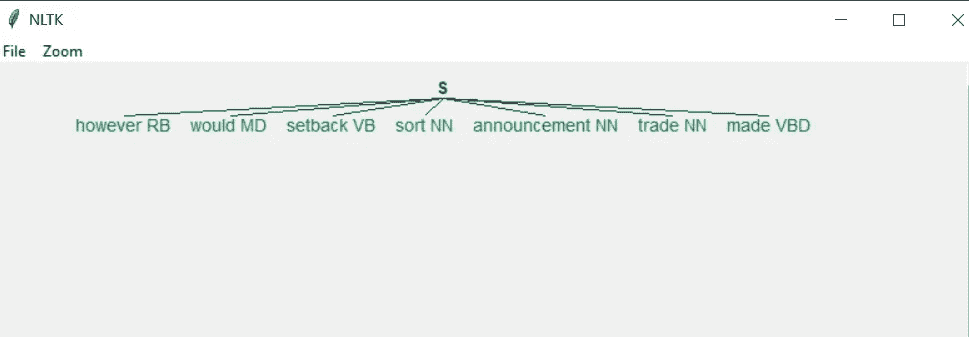 NLTK
File Zoom
S
however RB would MD setback VB sort NN announcement NN trade NN made VBD